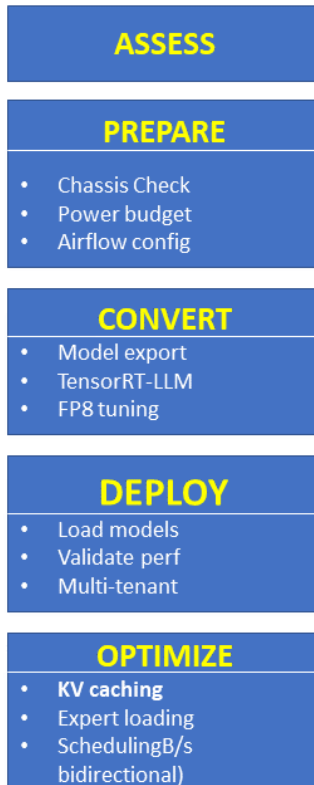 ASSESS
PREPARE
• Chassis Check
• Power budget
• Airflow config
CONVERT
• Model export
• TensorRT-LLM
• FP8 tuning
DEPLOY
• Load models
• Validate perf
• Multi-tenant
OPTIMIZE
• KV caching
• Expert loading
• SchedulingB/s
bidirectional)